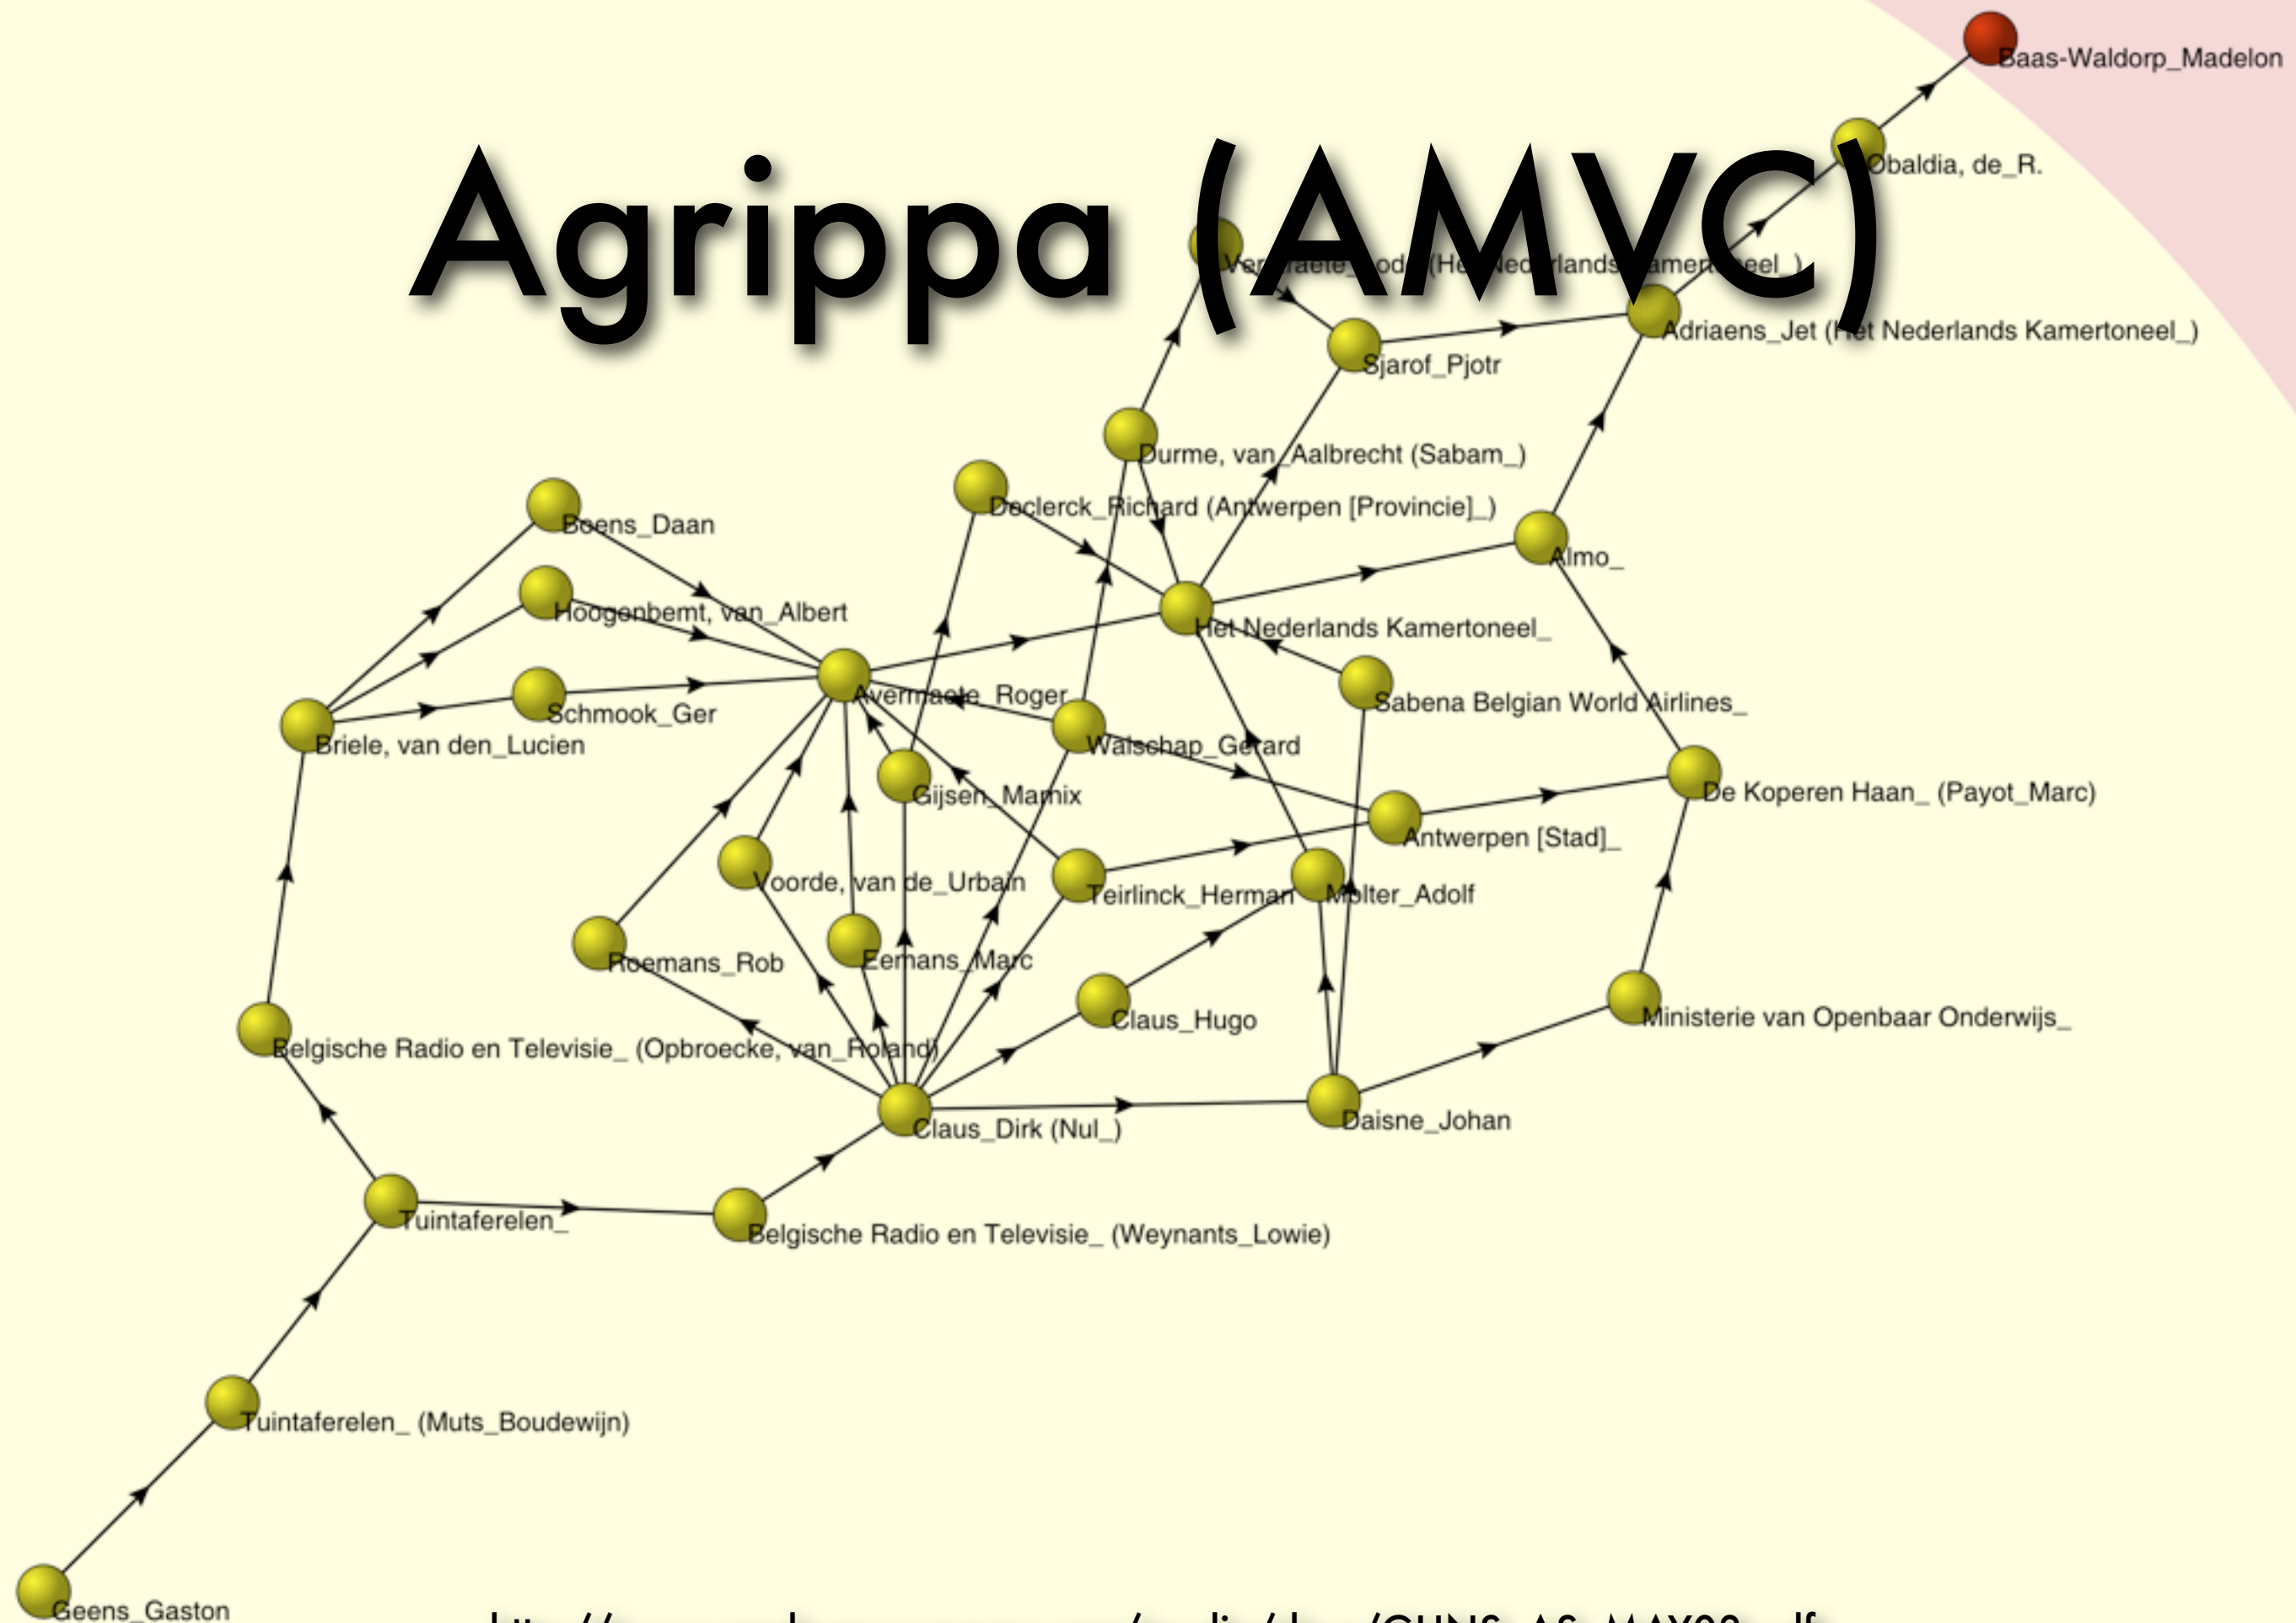 Baas-Waldorp_Madelon
Obaldia, de_R.
Agrippa (AMVC)
(Het Nederlands Kamertoneel_)
Adriaens_Jet (Het Nederlands Kamertoneel_)
Sjarof_Pjotr
Durme, van_Aalbrecht (Sabam_)
Declerck_Richard (Antwerpen [Provincie]_)
Boens_Daan
Almo_
Hoogenbemt, van_Albert
Het Nederlands Kamertoneel_
Avermaete_Roger
Sabena Belgian World Airlines_
Schmook_Ger
Briele, van den_Lucien
Walschap_Gerard
Gijsen_Marnix
De Koperen Haan_ (Payot_Marc)
Antwerpen [Stad]_
Voorde, van de_Urbain
Teirlinck_Herman
Molter_Adolf
Roemans_Rob
Eemans_Marc
Claus_Hugo
Ministerie van Openbaar Onderwijs_
Belgische Radio en Televisie_ (Opbroecke, van_Roland)
Claus_Dirk (Nul_)
Daisne_Johan
Tuintaferelen_
Belgische Radio en Televisie_ (Weynants_Lowie)
Tuintaferelen_ (Muts_Boudewijn)
Geens_Gaston